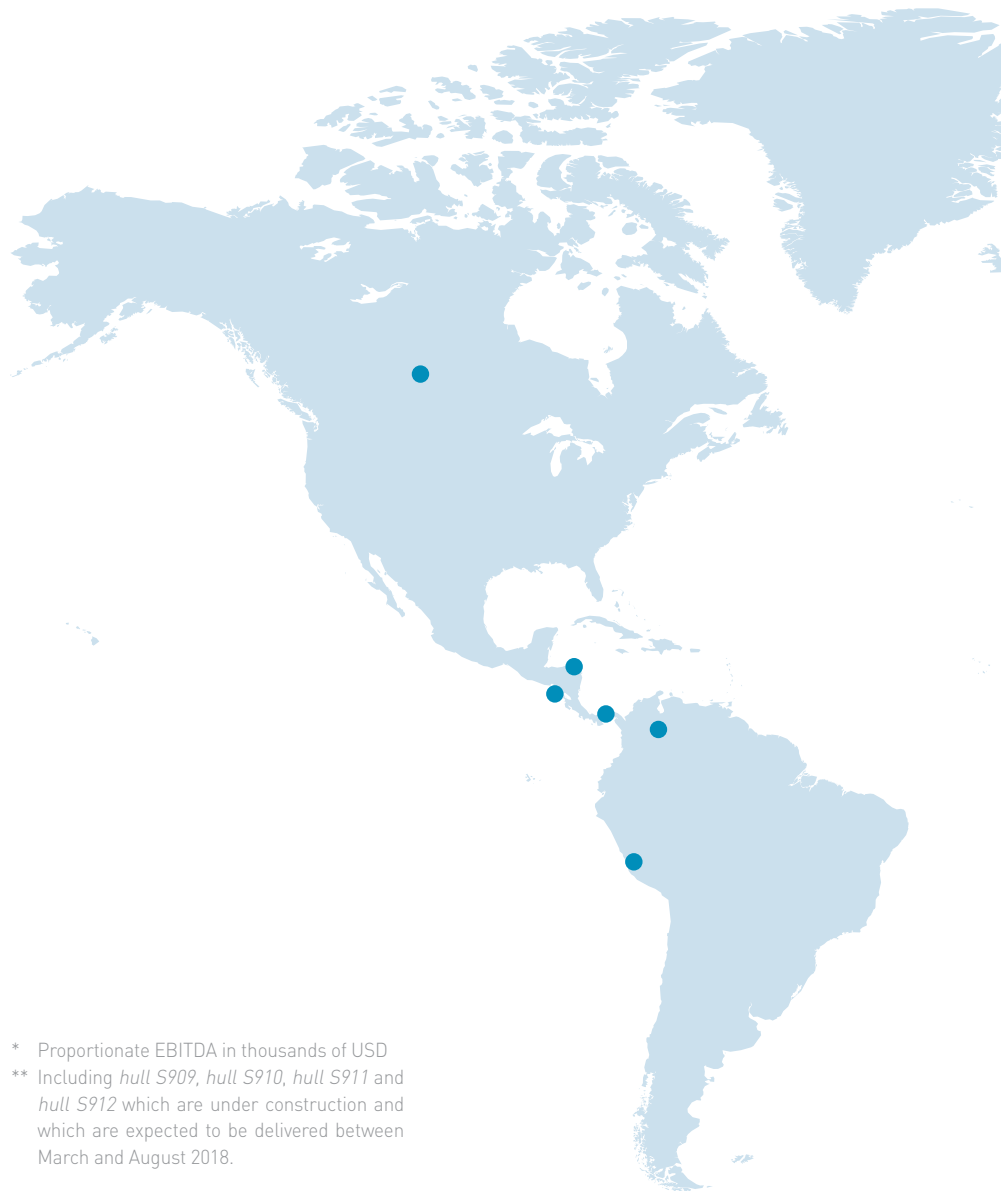 * Proportionate EBITDA in thousands of USD
** Including hull S909, hull S910, hull S911 and
hull S912 which are under construction and
which are expected to be delivered between
March and August 2018.